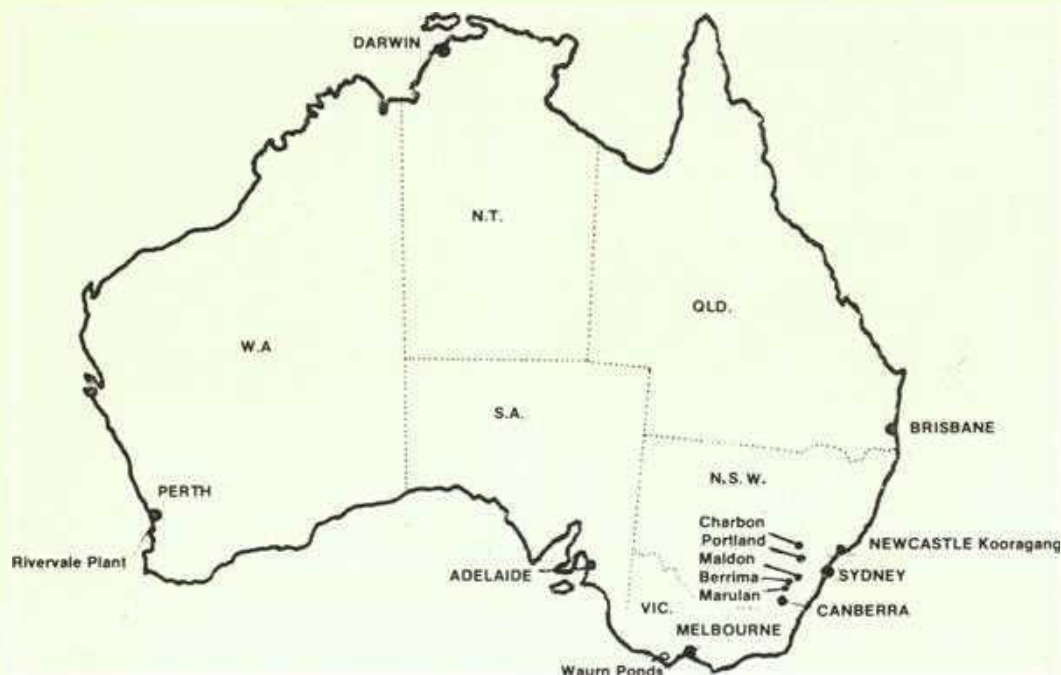 DARWIN
N.T.
QLD.
W.A
S.A.
BRISBANE
N.S.W.
PERTH
Charbon
Portland
NEWCASTLE Kooragang
Maldon
Rivervale Plant
ADELAIDE
Berrima
SYDNEY
Marulan
VIC.
CANBERRA
MELBOURNE
Waurn Ponds